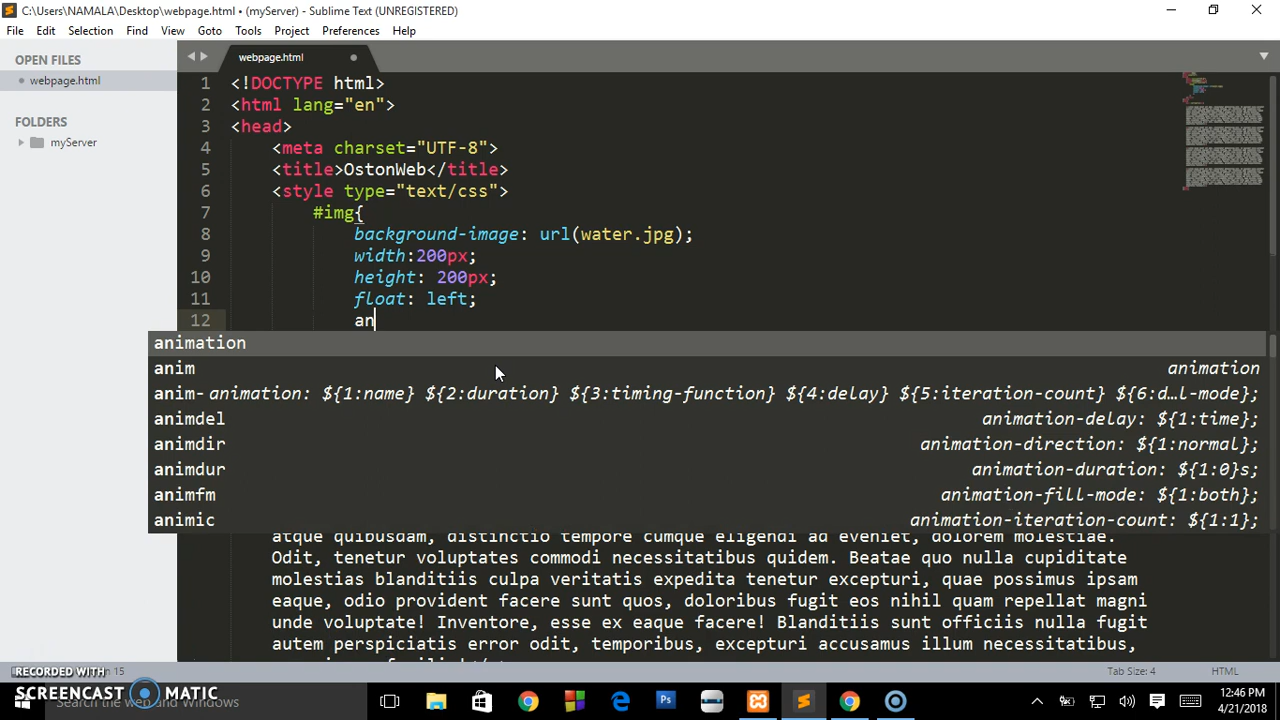 C:\Users\NAMALA\Desktop\webpage.html • (myServer) - Sublime Text (UNREGISTERED)
File Edit Selection Find View Goto Tools Project Preferences Help
OPEN FILES
webpage.html
FOLDERS
myServer
webpage.html
1 <!DOCTYPE html>
2 <html lang="en">
3 <head>
4 <meta charset="UTF-8">
5 <title>OstonWeb</title>
6 <style type="text/css">
7 #img{
8 background-image: url(water.jpg);
9 width:200px;
10 height: 200px;
11 float: left;
12 an
animation
anim animation
anim- animation: ${1:name} ${2:duration} ${3:timing-function} ${4:delay} ${5:iteration-count} ${6:d…l-mode};
animdel animation-delay: ${1:time};
animdir animation-direction: ${1:normal};
animdur animation-duration: ${1:0}s;
animfm animation-fill-mode: ${1:both};
animic animation-iteration-count: ${1:1};
atque quibusdam, distinctio tempore cumque eligendi ad eveniet, dolorem molestiae.
Odit, tenetur voluptates commodi necessitatibus quidem. Beatae quo nulla cupiditate
molestias blanditiis culpa veritatis expedita tenetur excepturi, quae possimus ipsam
eaque, odio provident facere sunt quos, doloribus fugit eos nihil quam repellat magni
unde voluptate! Inventore, esse ex eaque facere! Blanditiis sunt officiis nulla fugit
autem perspiciatis error odit, temporibus, excepturi accusamus illum necessitatibus,
15 Tab Size: 4 HTML
RECORDED WITH
SCREENCAST MATIC
Search the web and Windows
12:46 PM
4/21/2018